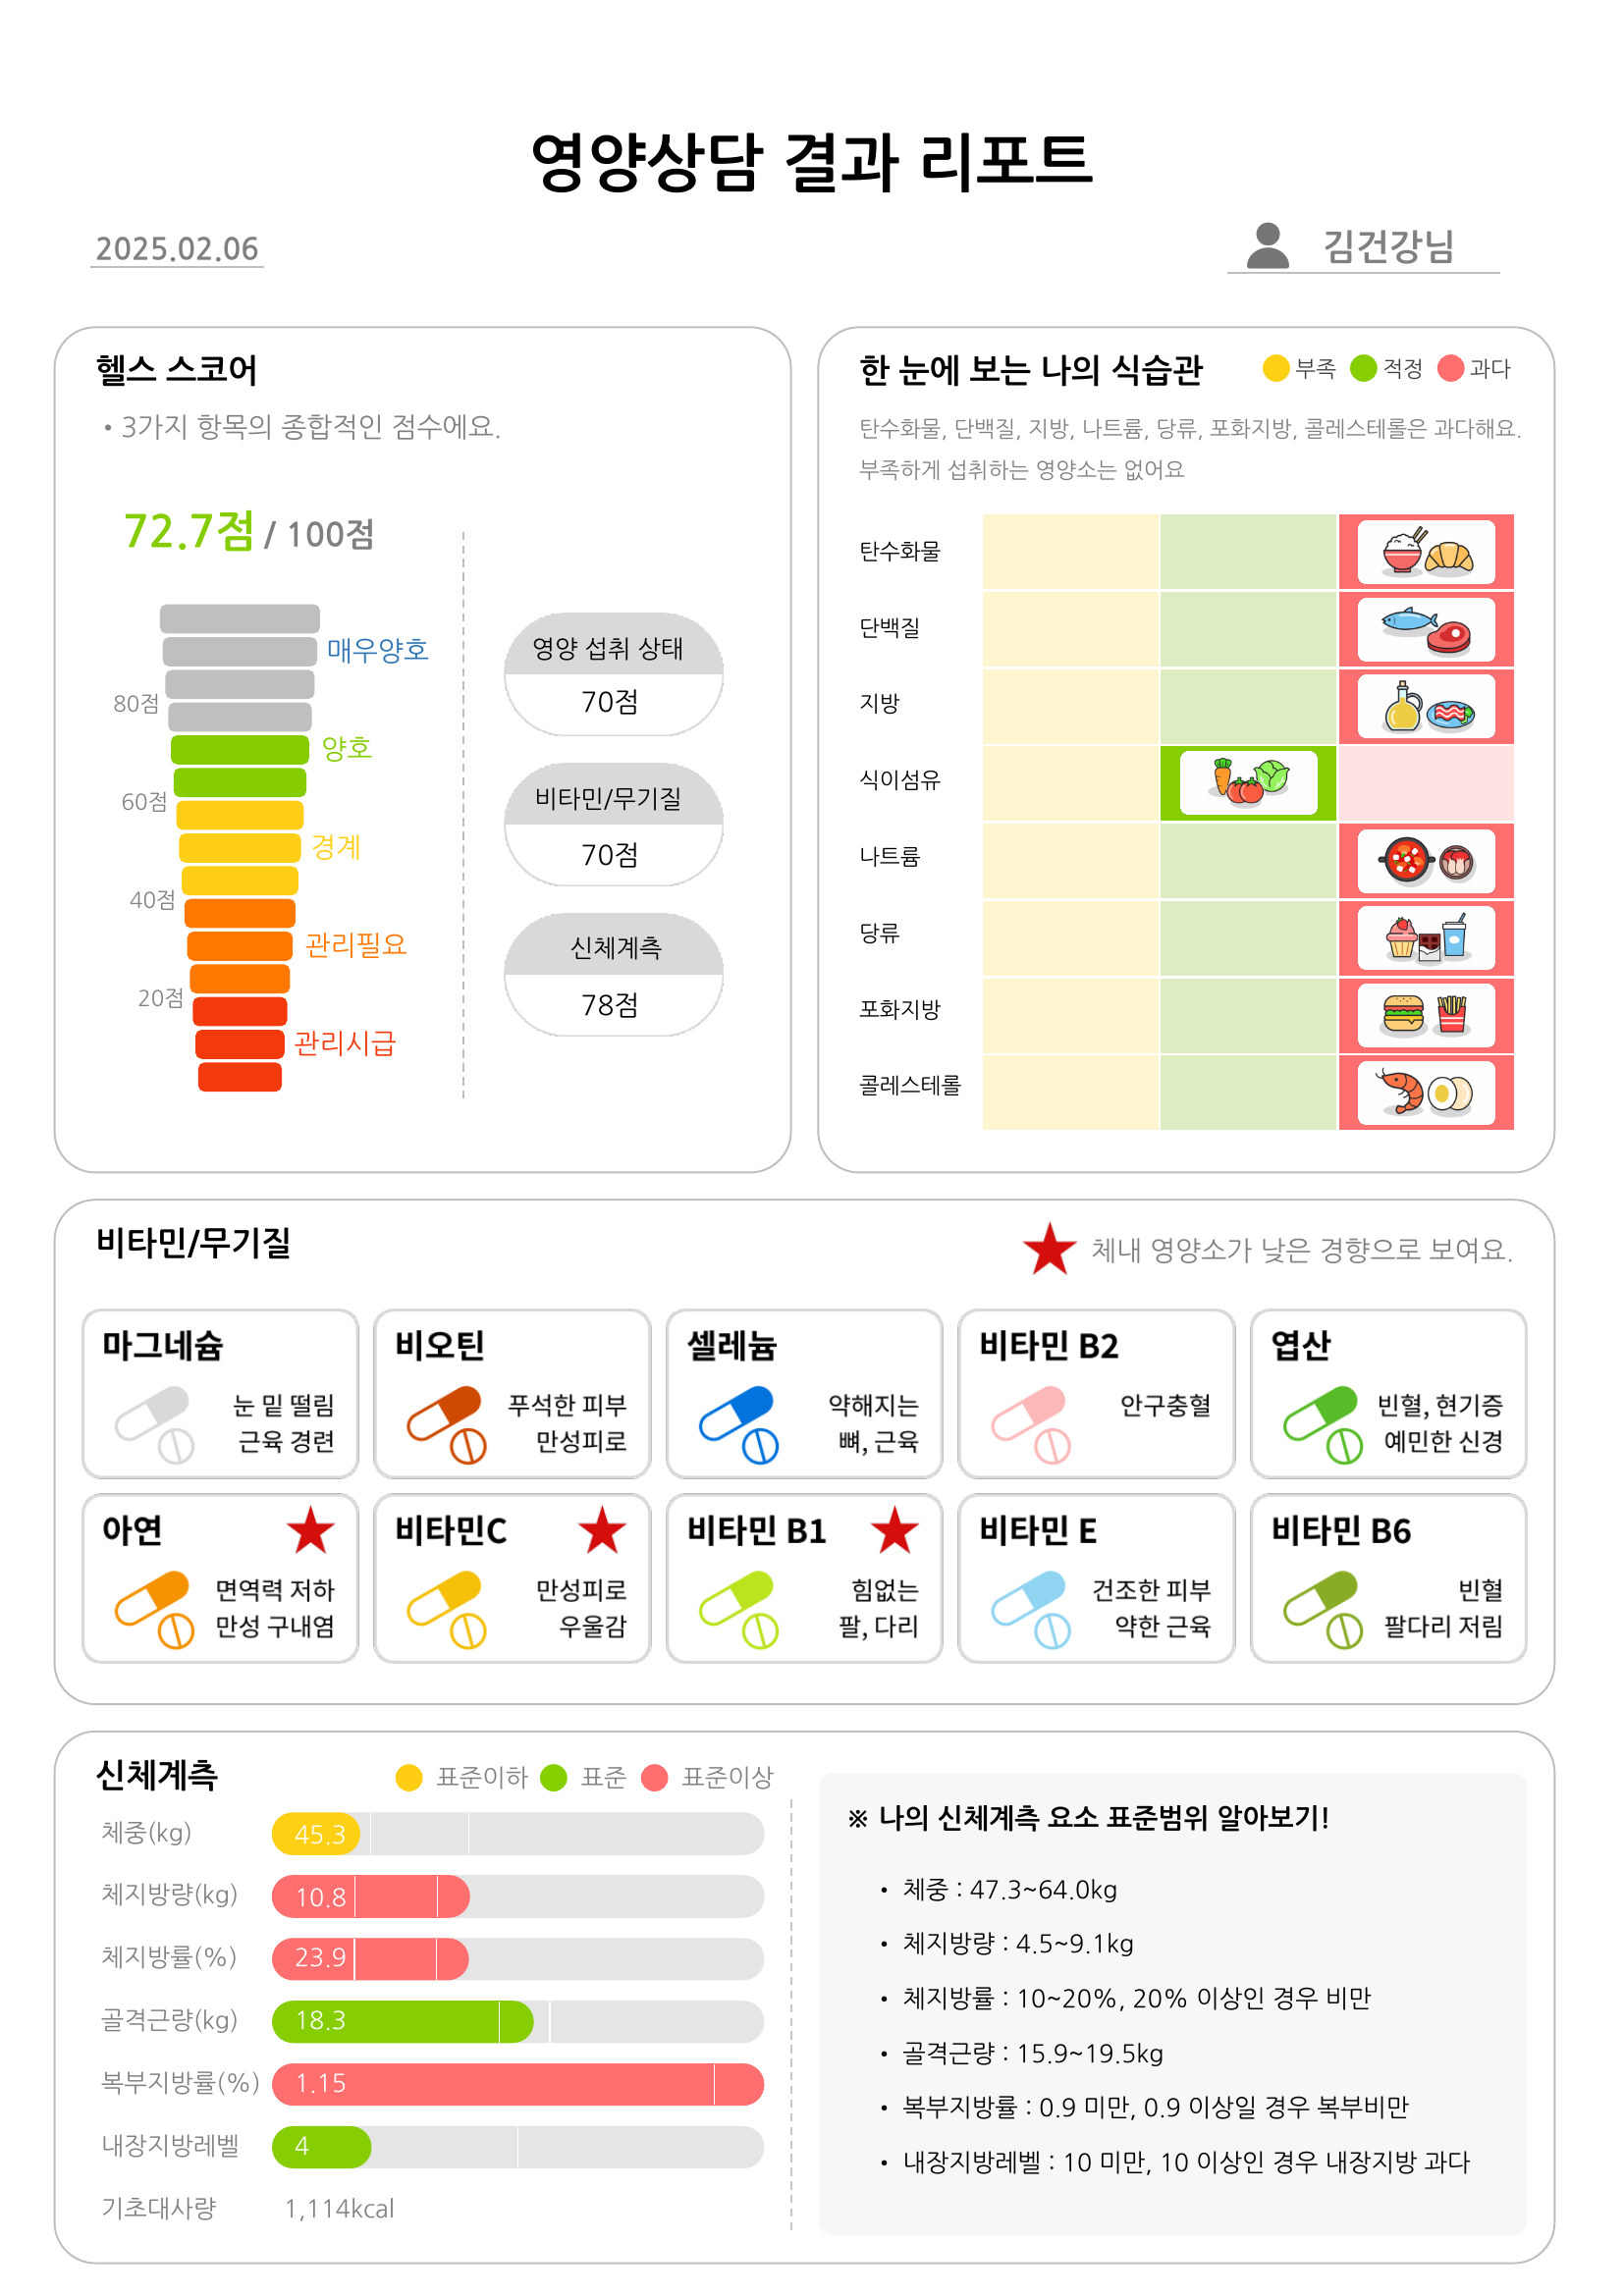 영양상담 결과 리포트
2025.02.06
김건강님
헬스 스코어
• 3가지 항목의 종합적인 점수에요.
72.7점 / 100점
매우양호
80점
양호
60점
경계
40점
관리필요
20점
관리시급
영양 섭취 상태
70점
비타민/무기질
70점
신체계측
78점
한 눈에 보는 나의 식습관
부족 적정 과다
탄수화물, 단백질, 지방, 나트륨, 당류, 포화지방, 콜레스테롤은 과다해요.
부족하게 섭취하는 영양소는 없어요
탄수화물
단백질
지방
식이섬유
나트륨
당류
포화지방
콜레스테롤
비타민/무기질
체내 영양소가 낮은 경향으로 보여요.
마그네슘
눈 밑 떨림
근육 경련
비오틴
푸석한 피부
만성피로
셀레늄
약해지는
뼈, 근육
비타민 B2
안구충혈
엽산
빈혈, 현기증
예민한 신경
아연
면역력 저하
만성 구내염
비타민C
만성피로
우울감
비타민 B1
힘없는
팔, 다리
비타민 E
건조한 피부
약한 근육
비타민 B6
빈혈
팔다리 저림
신체계측
표준이하 표준 표준이상
체중(kg) 45.3
체지방량(kg) 10.8
체지방률(%) 23.9
골격근량(kg) 18.3
복부지방률(%) 1.15
내장지방레벨 4
기초대사량 1,114kcal
※ 나의 신체계측 요소 표준범위 알아보기!
• 체중 : 47.3~64.0kg
• 체지방량 : 4.5~9.1kg
• 체지방률 : 10~20%, 20% 이상인 경우 비만
• 골격근량 : 15.9~19.5kg
• 복부지방률 : 0.9 미만, 0.9 이상일 경우 복부비만
• 내장지방레벨 : 10 미만, 10 이상인 경우 내장지방 과다